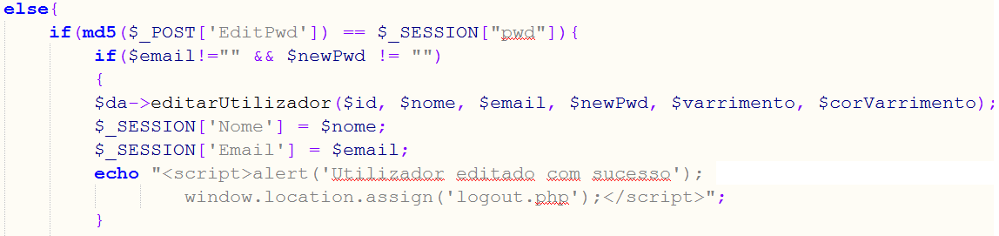 else{
if(md5($_POST['EditPwd']) == $_SESSION["pwd"]){
if($email!="" && $newPwd != "")
{
$da->editarUtilizador($id, $nome, $email, $newPwd, $varrimento, $corVarrimento);
$_SESSION['Nome'] = $nome;
$_SESSION['Email'] = $email;
echo "<script>alert('Utilizador editado com sucesso');
window.location.assign('logout.php');</script>";
}